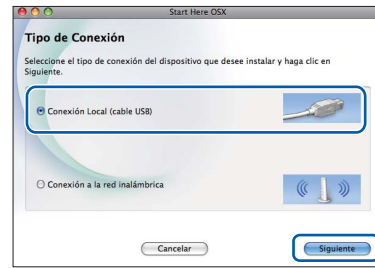 Start Here OSX
Tipo de Conexión
Seleccione el tipo de conexión del dispositivo que desee instalar y haga clic en
Siguiente.
Conexión Local (cable USB)
Conexión a la red inalámbrica
Cancelar
Siguiente